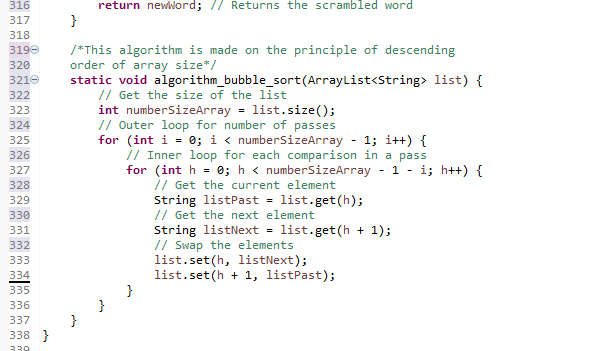 316 return newWord; // Returns the scrambled word
317 }
318
319 /*This algorithm is made on the principle of descending
320 order of array size*/
321 static void algorithm_bubble_sort(ArrayList<String> list) {
322 // Get the size of the list
323 int numberSizeArray = list.size();
324 // Outer loop for number of passes
325 for (int i = 0; i < numberSizeArray - 1; i++) {
326 // Inner loop for each comparison in a pass
327 for (int h = 0; h < numberSizeArray - 1 - i; h++) {
328 // Get the current element
329 String listPast = list.get(h);
330 // Get the next element
331 String listNext = list.get(h + 1);
332 // Swap the elements
333 list.set(h, listNext);
334 list.set(h + 1, listPast);
335 }
336 }
337 }
338 }
339